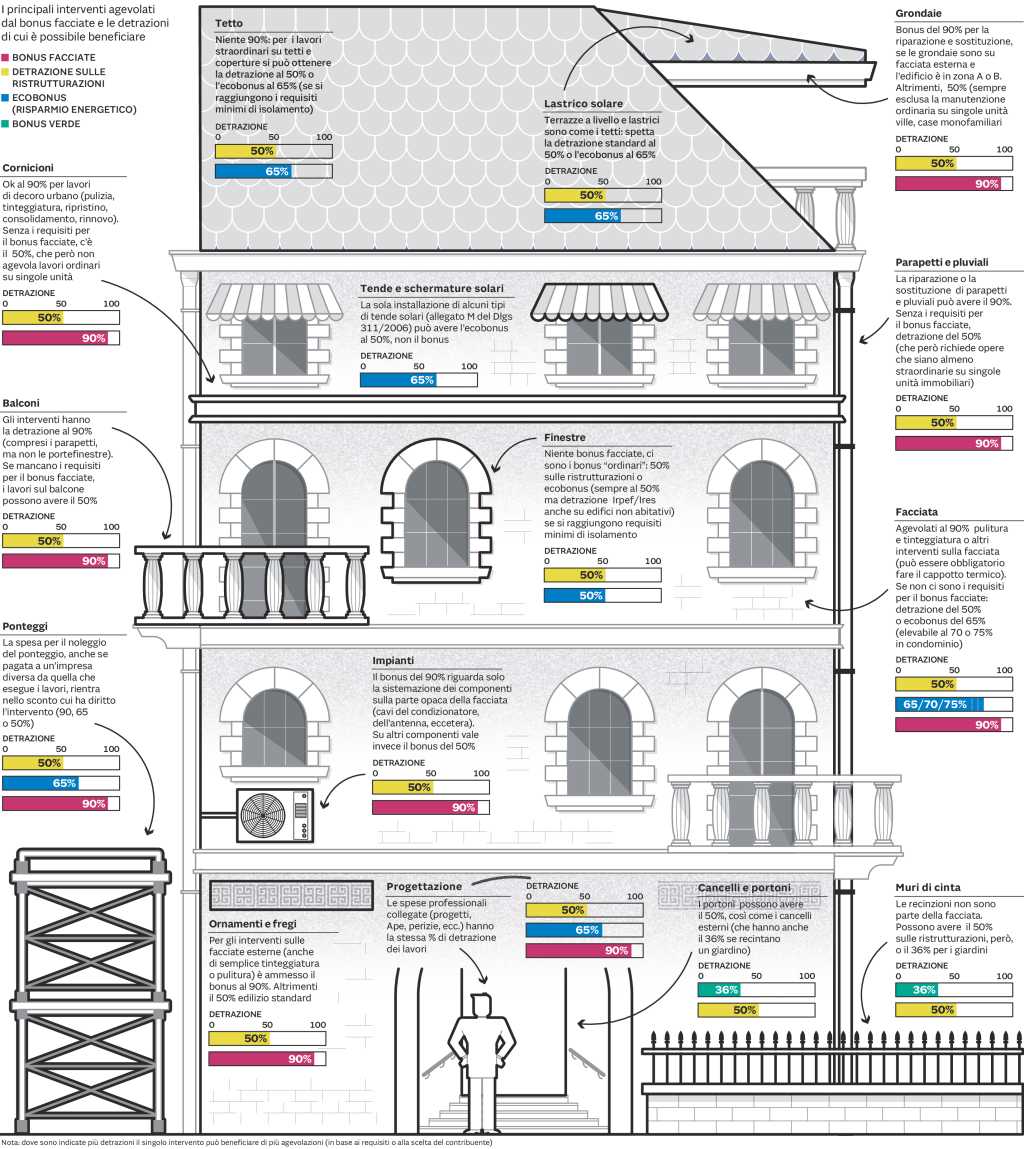 I principali interventi agevolati
dal bonus facciate e le detrazioni
di cui è possibile beneficiare
BONUS FACCIATE
DETRAZIONE SULLE
RISTRUTTURAZIONI
ECOBONUS
(RISPARMIO ENERGETICO)
BONUS VERDE
Tetto
Niente 90%: per i lavori
straordinari su tetti e
coperture si può ottenere
la detrazione al 50% o
l'ecobonus al 65% (se si
raggiungono i requisiti
minimi di isolamento)
DETRAZIONE
0 50 100
50%
65%
Lastrico solare
Terrazze a livello e lastrici
sono come i tetti: spetta
la detrazione standard al
50% o l'ecobonus al 65%
DETRAZIONE
0 50 100
50%
65%
Grondaie
Bonus del 90% per la
riparazione e sostituzione,
se le grondaie sono su
facciata esterna e
l'edificio è in zona A o B.
Altrimenti, 50% (sempre
esclusa la manutenzione
ordinaria su singole unità
ville, case monofamiliari
DETRAZIONE
0 50 100
50%
90%
Cornicioni
Ok al 90% per lavori
di decoro urbano (pulizia,
tinteggiatura, ripristino,
consolidamento, rinnovo).
Senza i requisiti per
il bonus facciate, c'è
il 50%, che però non
agevola lavori ordinari
su singole unità
DETRAZIONE
0 50 100
50%
90%
Tende e schermature solari
La sola installazione di alcuni tipi
di tende solari (allegato M del Dlgs
311/2006) può avere l'ecobonus
al 50%, non il bonus
DETRAZIONE
0 50 100
65%
Parapetti e pluviali
La riparazione o la
sostituzione di parapetti
e pluviali può avere il 90%.
Senza i requisiti per
il bonus facciate,
detrazione del 50%
(che però richiede opere
che siano almeno
straordinarie su singole
unità immobiliari)
DETRAZIONE
0 50 100
50%
90%
Balconi
Gli interventi hanno
la detrazione al 90%
(compresi i parapetti,
ma non le portefinestre).
Se mancano i requisiti
per il bonus facciate,
i lavori sul balcone
possono avere il 50%
DETRAZIONE
0 50 100
50%
90%
Finestre
Niente bonus facciate, ci
sono i bonus "ordinari": 50%
sulle ristrutturazioni o
ecobonus (sempre al 50%
ma detrazione Irpef/Ires
anche su edifici non abitativi)
se si raggiungono requisiti
minimi di isolamento
DETRAZIONE
0 50 100
50%
50%
Facciata
Agevolati al 90% pulitura
e tinteggiatura o altri
interventi sulla facciata
(può essere obbligatorio
fare il cappotto termico).
Se non ci sono i requisiti
per il bonus facciate:
detrazione del 50%
o ecobonus del 65%
(elevabile al 70 o 75%
in condominio)
DETRAZIONE
0 50 100
50%
65/70/75%
90%
Ponteggi
La spesa per il noleggio
del ponteggio, anche se
pagata a un'impresa
diversa da quella che
esegue i lavori, rientra
nello sconto cui ha diritto
l'intervento (90, 65
o 50%)
DETRAZIONE
0 50 100
50%
65%
90%
Impianti
Il bonus del 90% riguarda solo
la sistemazione dei componenti
sulla parte opaca della facciata
(cavi del condizionatore,
dell'antenna, eccetera).
Su altri componenti vale
invece il bonus del 50%
DETRAZIONE
0 50 100
50%
90%
Ornamenti e fregi
Per gli interventi sulle
facciate esterne (anche
di semplice tinteggiatura
o pulitura) è ammesso il
bonus al 90%. Altrimenti
il 50% edilizio standard
DETRAZIONE
0 50 100
50%
90%
Progettazione
Le spese professionali
collegate (progetti,
Ape, perizie, ecc.) hanno
la stessa % di detrazione
dei lavori
DETRAZIONE
0 50 100
50%
65%
90%
Cancelli e portoni
I portoni possono avere
il 50%, così come i cancelli
esterni (che hanno anche
il 36% se recintano
un giardino)
DETRAZIONE
0 50 100
36%
50%
Muri di cinta
Le recinzioni non sono
parte della facciata.
Possono avere il 50%
sulle ristrutturazioni, però,
o il 36% per i giardini
DETRAZIONE
0 50 100
36%
50%
Nota: dove sono indicate più detrazioni il singolo intervento può beneficiare di più agevolazioni (in base ai requisiti o alla scelta del contribuente)